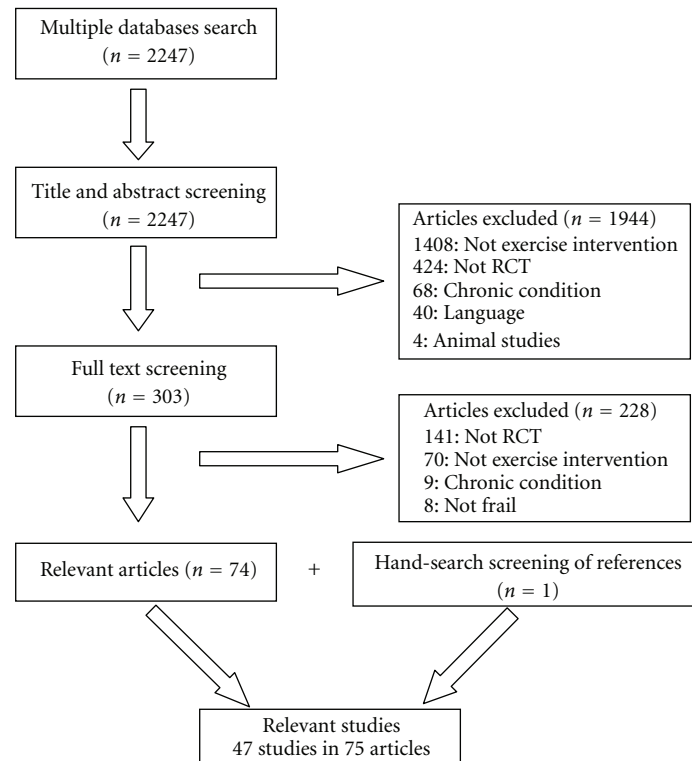 Multiple databases search
(n = 2247)
Title and abstract screening
(n = 2247)
Articles excluded (n = 1944)
1408: Not exercise intervention
424: Not RCT
68: Chronic condition
40: Language
4: Animal studies
Full text screening
(n = 303)
Articles excluded (n = 228)
141: Not RCT
70: Not exercise intervention
9: Chronic condition
8: Not frail
Relevant articles (n = 74)
+
Hand-search screening of references
(n = 1)
Relevant studies
47 studies in 75 articles